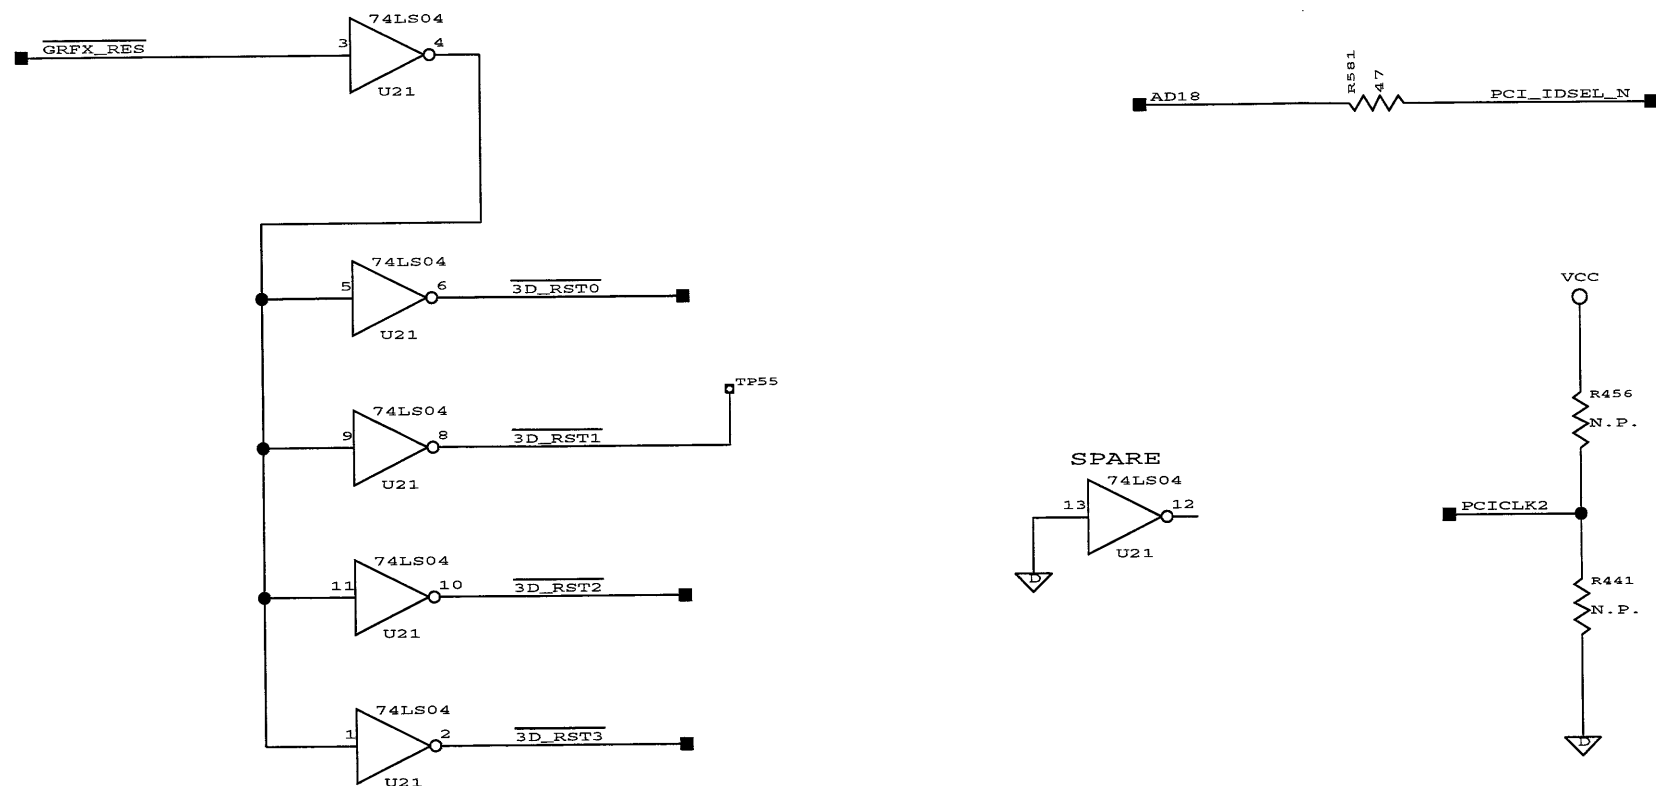 74LS04
GRFX_RES
3
4
U21
R581
47
AD18
PCI_IDSEL_N
74LS04
5
6
3D_RST0
U21
VCC
TP55
74LS04
9
8
3D_RST1
U21
R456
N.P.
SPARE
74LS04
13
12
U21
D
PCICLK2
74LS04
11
10
3D_RST2
U21
R441
N.P.
74LS04
1
2
3D_RST3
U21
D